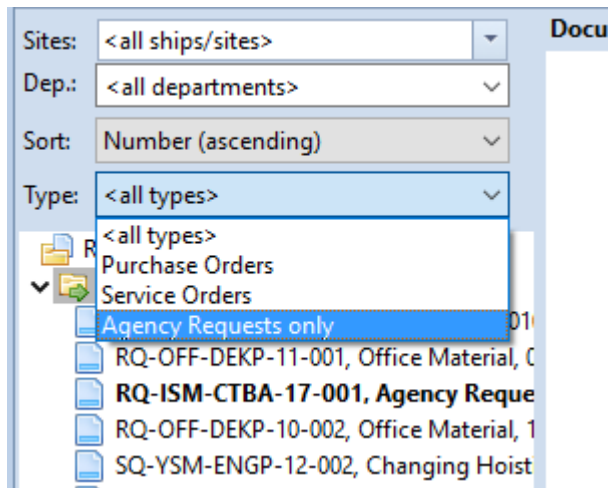 Sites: <all ships/sites>
Docu
Dep.: <all departments>
Sort: Number (ascending)
Type: <all types>
<all types>
Purchase Orders
Service Orders
Agency Requests only
RQ-OFF-DEKP-11-001, Office Material, 0
RQ-ISM-CTBA-17-001, Agency Reque
RQ-OFF-DEKP-10-002, Office Material, 1
SQ-YSM-ENGP-12-002, Changing Hoist